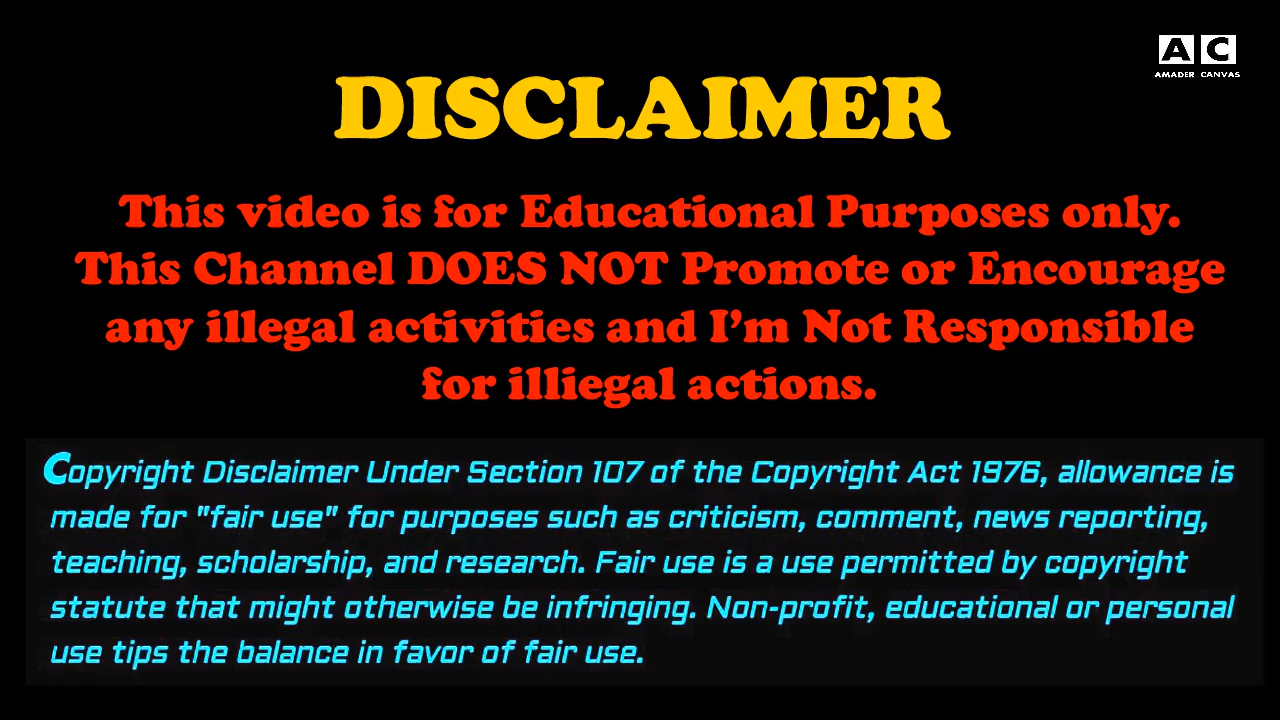 A C
AMADER CANVAS
DISCLAIMER
This video is for Educational Purposes only.
This Channel DOES NOT Promote or Encourage
any illegal activities and I’m Not Responsible
for illiegal actions.
Copyright Disclaimer Under Section 107 of the Copyright Act 1976, allowance is
made for "fair use" for purposes such as criticism, comment, news reporting,
teaching, scholarship, and research. Fair use is a use permitted by copyright
statute that might otherwise be infringing. Non-profit, educational or personal
use tips the balance in favor of fair use.